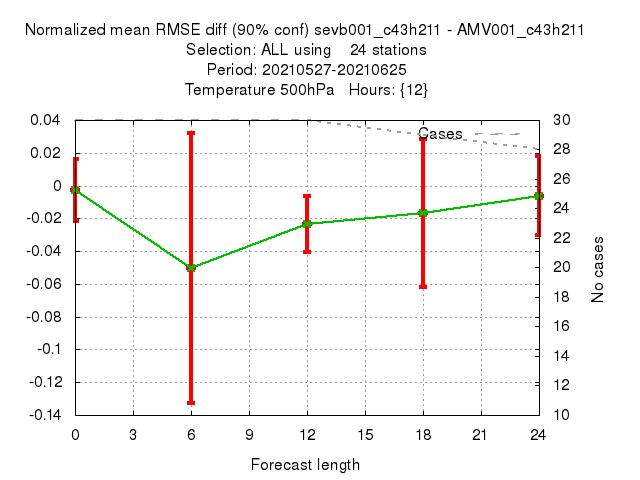 Normalized mean RMSE diff (90% conf) sevb001_c43h211 - AMV001_c43h211
Selection: ALL using    24 stations
Period: 20210527-20210625
Temperature 500hPa   Hours: {12}
Cases
0.04
0.02
0
-0.02
-0.04
-0.06
-0.08
-0.1
-0.12
-0.14
30
28
26
24
22
20
18
16
14
12
10
No cases
0 3 6 9 12 15 18 21 24
Forecast length